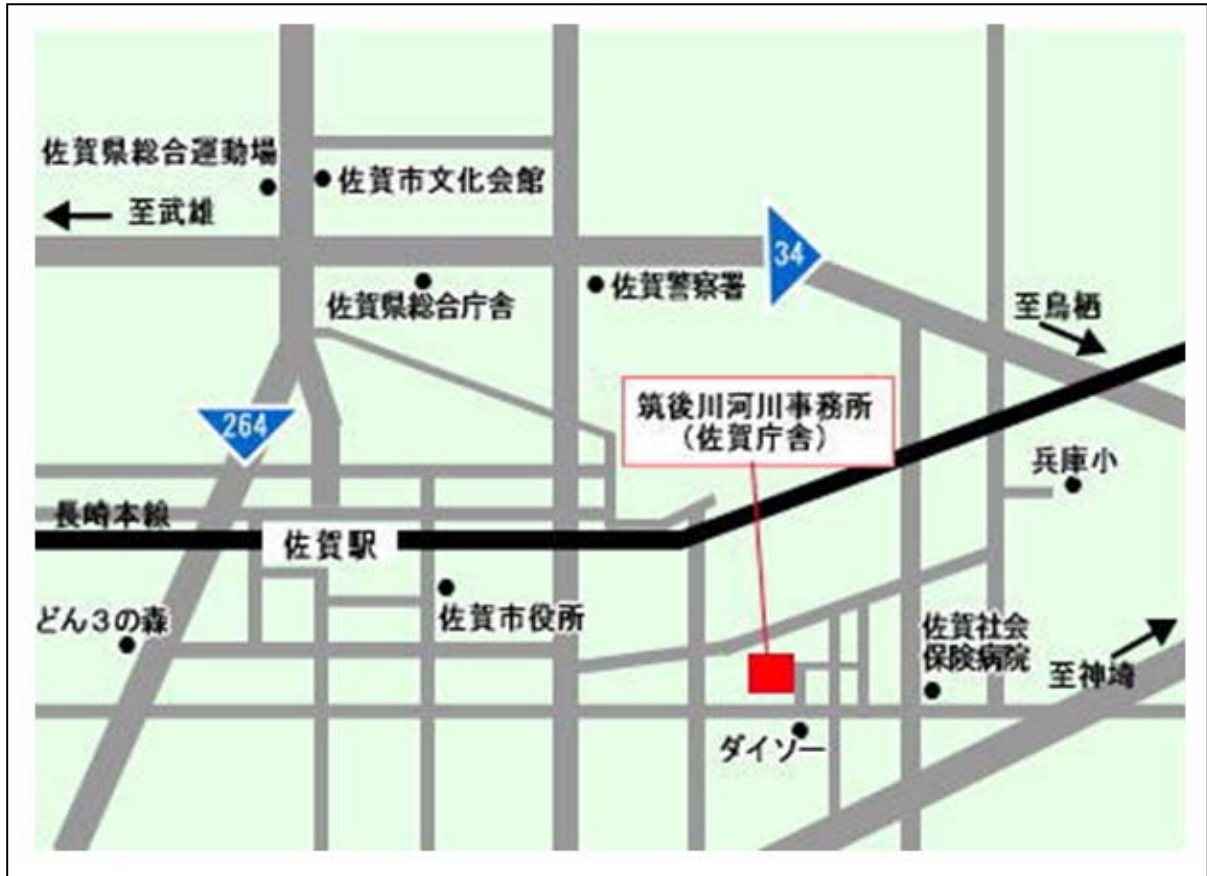 佐賀県総合運動場
佐賀市文化会館
至武雄
34
佐賀県総合庁舎
佐賀警察署
至鳥栖
筑後川河川事務所
（佐賀庁舎）
264
兵庫小
長崎本線
佐賀駅
どん３の森
佐賀市役所
佐賀社会
保険病院
至神埼
ダイソー